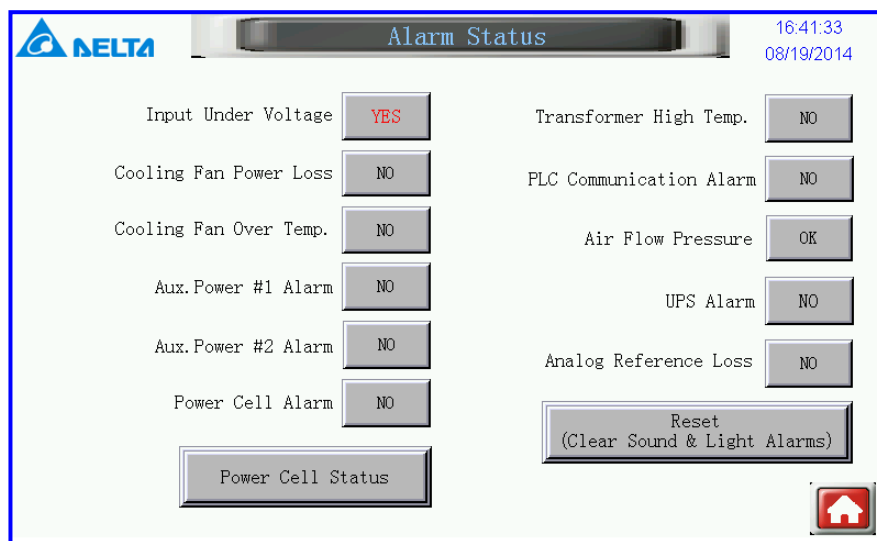 DELTA
Alarm Status
16:41:33
08/19/2014
Input Under Voltage YES
Cooling Fan Power Loss NO
Cooling Fan Over Temp. NO
Aux.Power #1 Alarm NO
Aux.Power #2 Alarm NO
Power Cell Alarm NO
Power Cell Status
Transformer High Temp. NO
PLC Communication Alarm NO
Air Flow Pressure OK
UPS Alarm NO
Analog Reference Loss NO
Reset
(Clear Sound & Light Alarms)